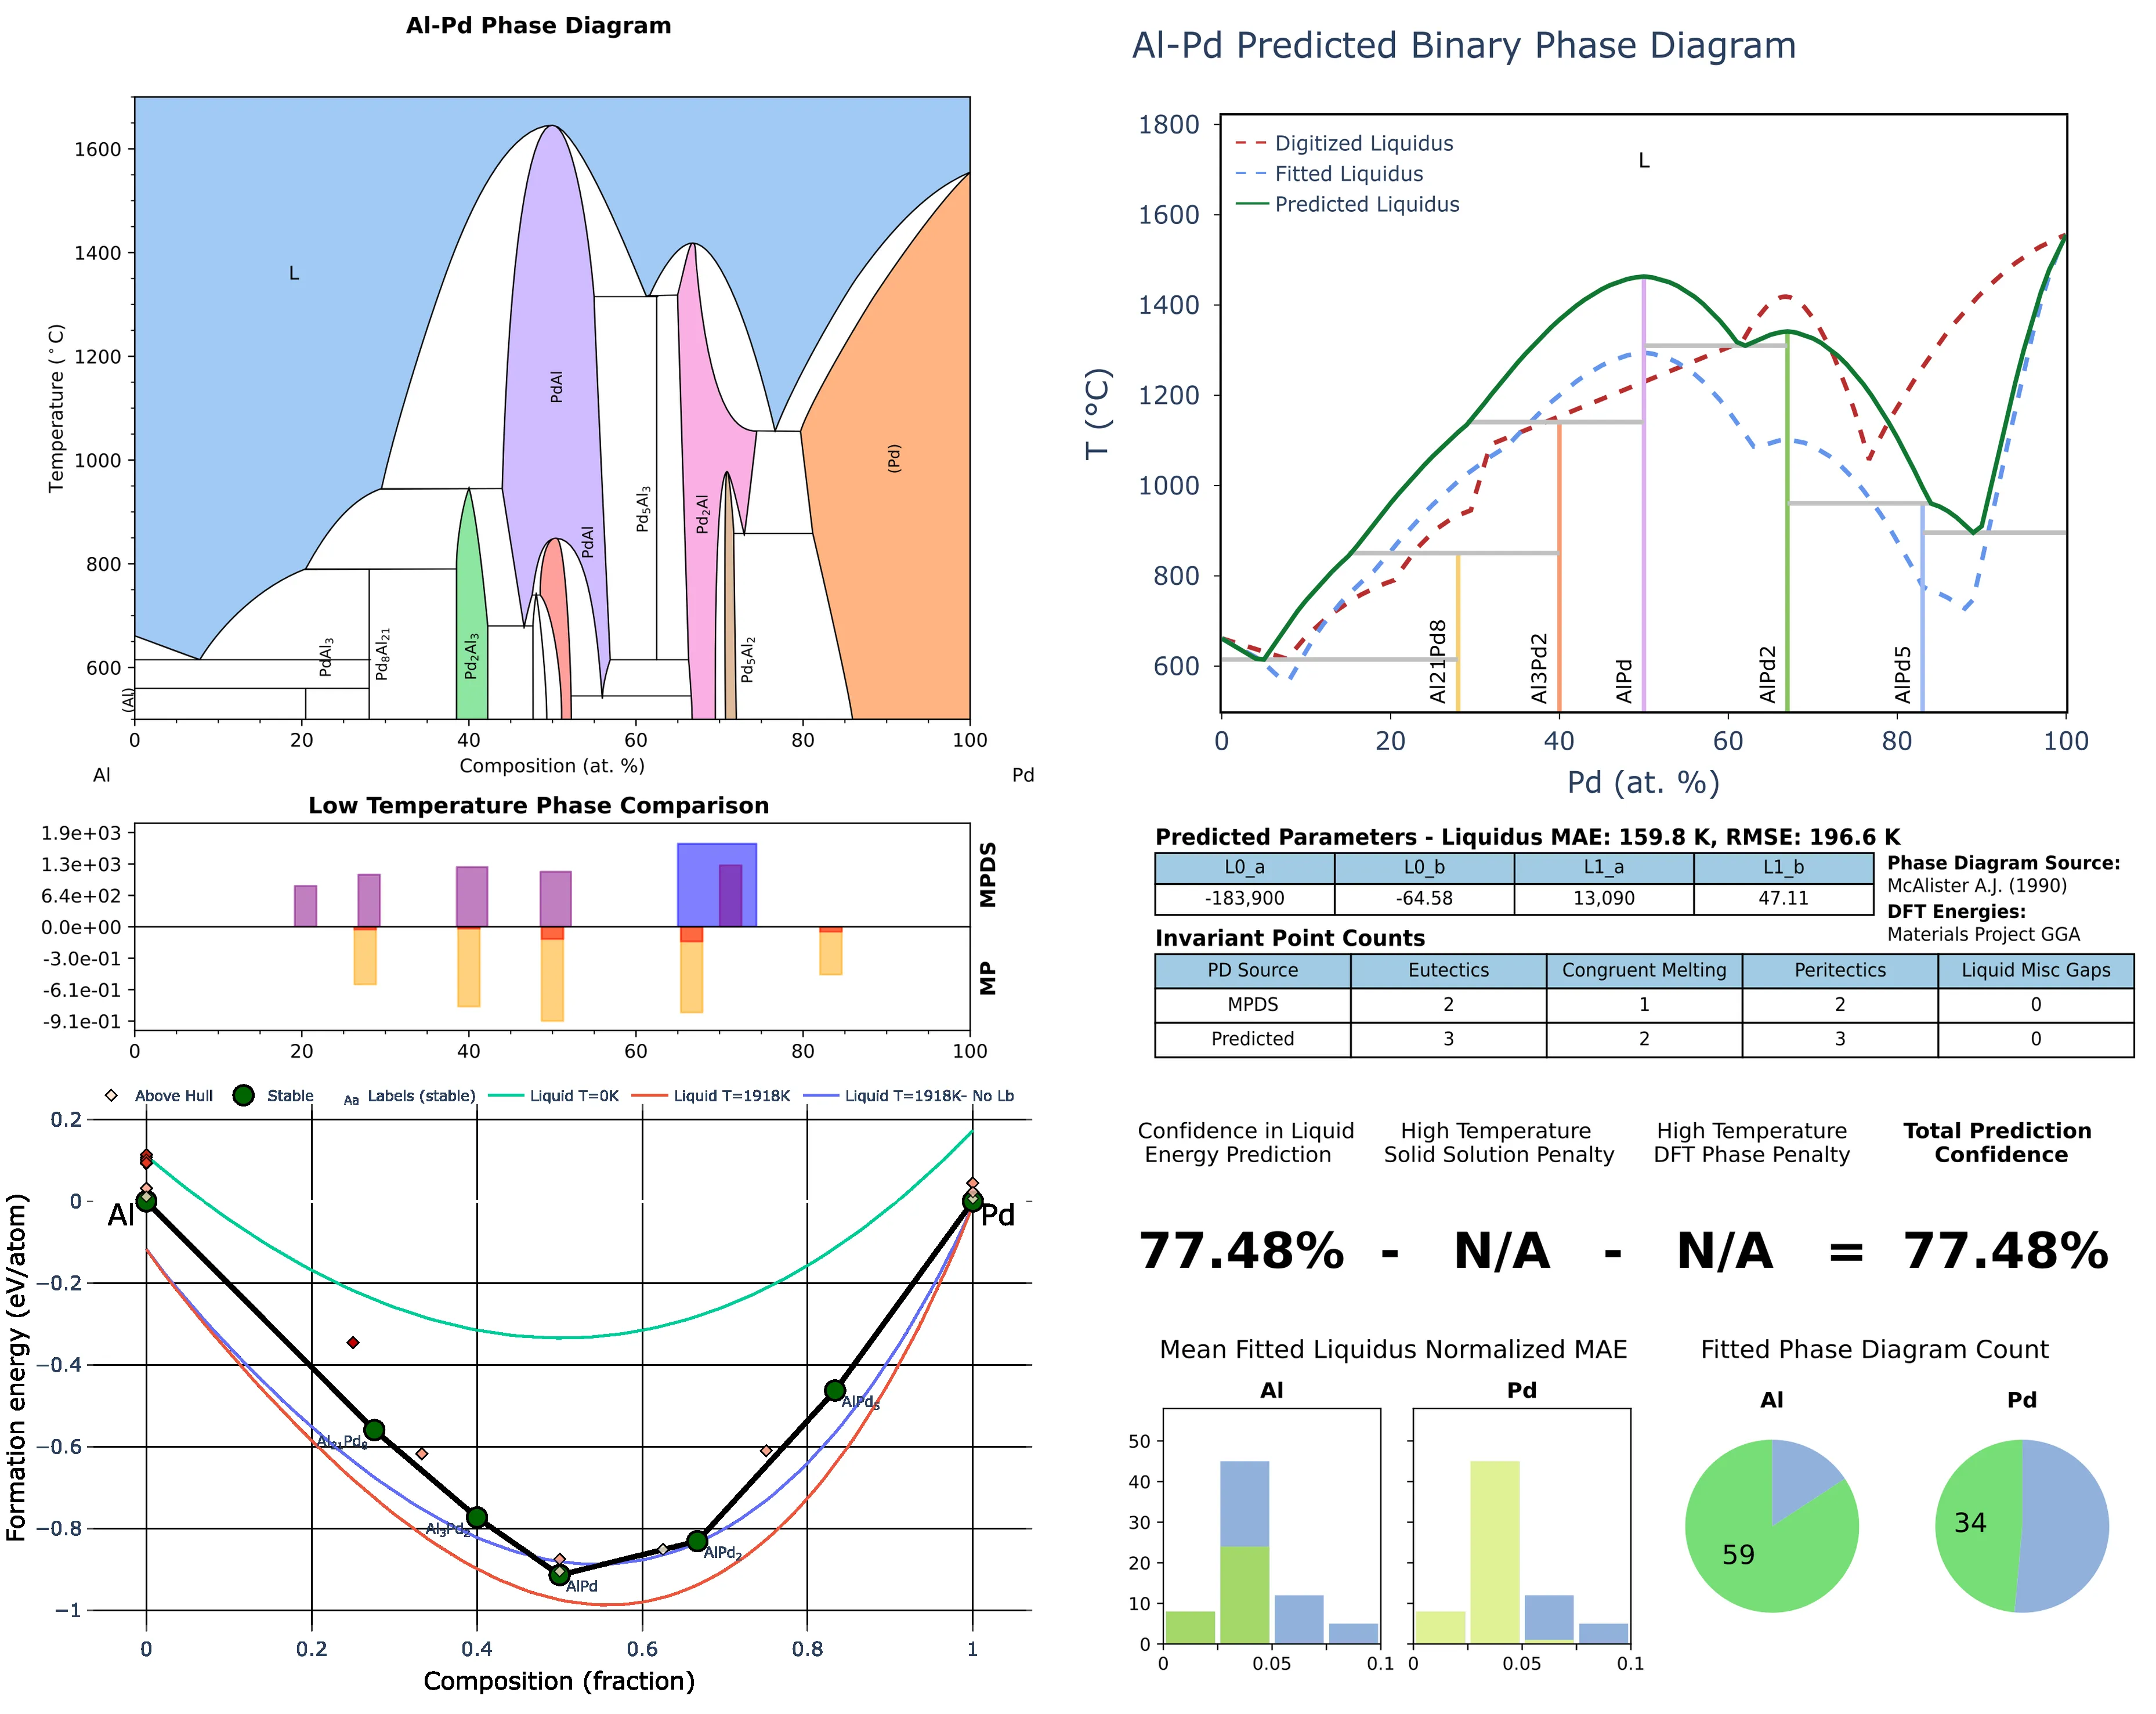 Al-Pd Phase Diagram
1600
1400
1200
1000
800
600
Temperature (°C)
L
PdAl
PdAl
Pd5Al3
Pd2Al
(Pd)
PdAl3
Pd8Al21
Pd2Al3
Pd5Al2
(Al)
0 20 40 60 80 100
Composition (at. %)
Al Pd
Al-Pd Predicted Binary Phase Diagram
1800
1600
1400
1200
1000
800
600
T (°C)
Digitized Liquidus
Fitted Liquidus
Predicted Liquidus
L
Al21Pd8
Al3Pd2
AlPd
AlPd2
AlPd5
0 20 40 60 80 100
Pd (at. %)
Low Temperature Phase Comparison
1.9e+03
1.3e+03
6.4e+02
0.0e+00
-3.0e-01
-6.1e-01
-9.1e-01
MPDS
MP
0 20 40 60 80 100
Predicted Parameters - Liquidus MAE: 159.8 K, RMSE: 196.6 K
L0_a L0_b L1_a L1_b
-183,900 -64.58 13,090 47.11
Phase Diagram Source:
McAlister A.J. (1990)
DFT Energies:
Materials Project GGA
Invariant Point Counts
PD Source Eutectics Congruent Melting Peritectics Liquid Misc Gaps
MPDS 2 1 2 0
Predicted 3 2 3 0
Above Hull Stable Aa Labels (stable) Liquid T=0K Liquid T=1918K Liquid T=1918K- No Lb
0.2
0
−0.2
−0.4
−0.6
−0.8
−1
Formation energy (eV/atom)
Al
Pd
Al21Pd8
Al3Pd2
AlPd
AlPd2
AlPd5
0 0.2 0.4 0.6 0.8 1
Composition (fraction)
Confidence in Liquid
Energy Prediction
High Temperature
Solid Solution Penalty
High Temperature
DFT Phase Penalty
Total Prediction
Confidence
77.48% - N/A - N/A = 77.48%
Mean Fitted Liquidus Normalized MAE
Al Pd
50
40
30
20
10
0
0 0.05 0.1 0 0.05 0.1
Fitted Phase Diagram Count
Al Pd
59 34